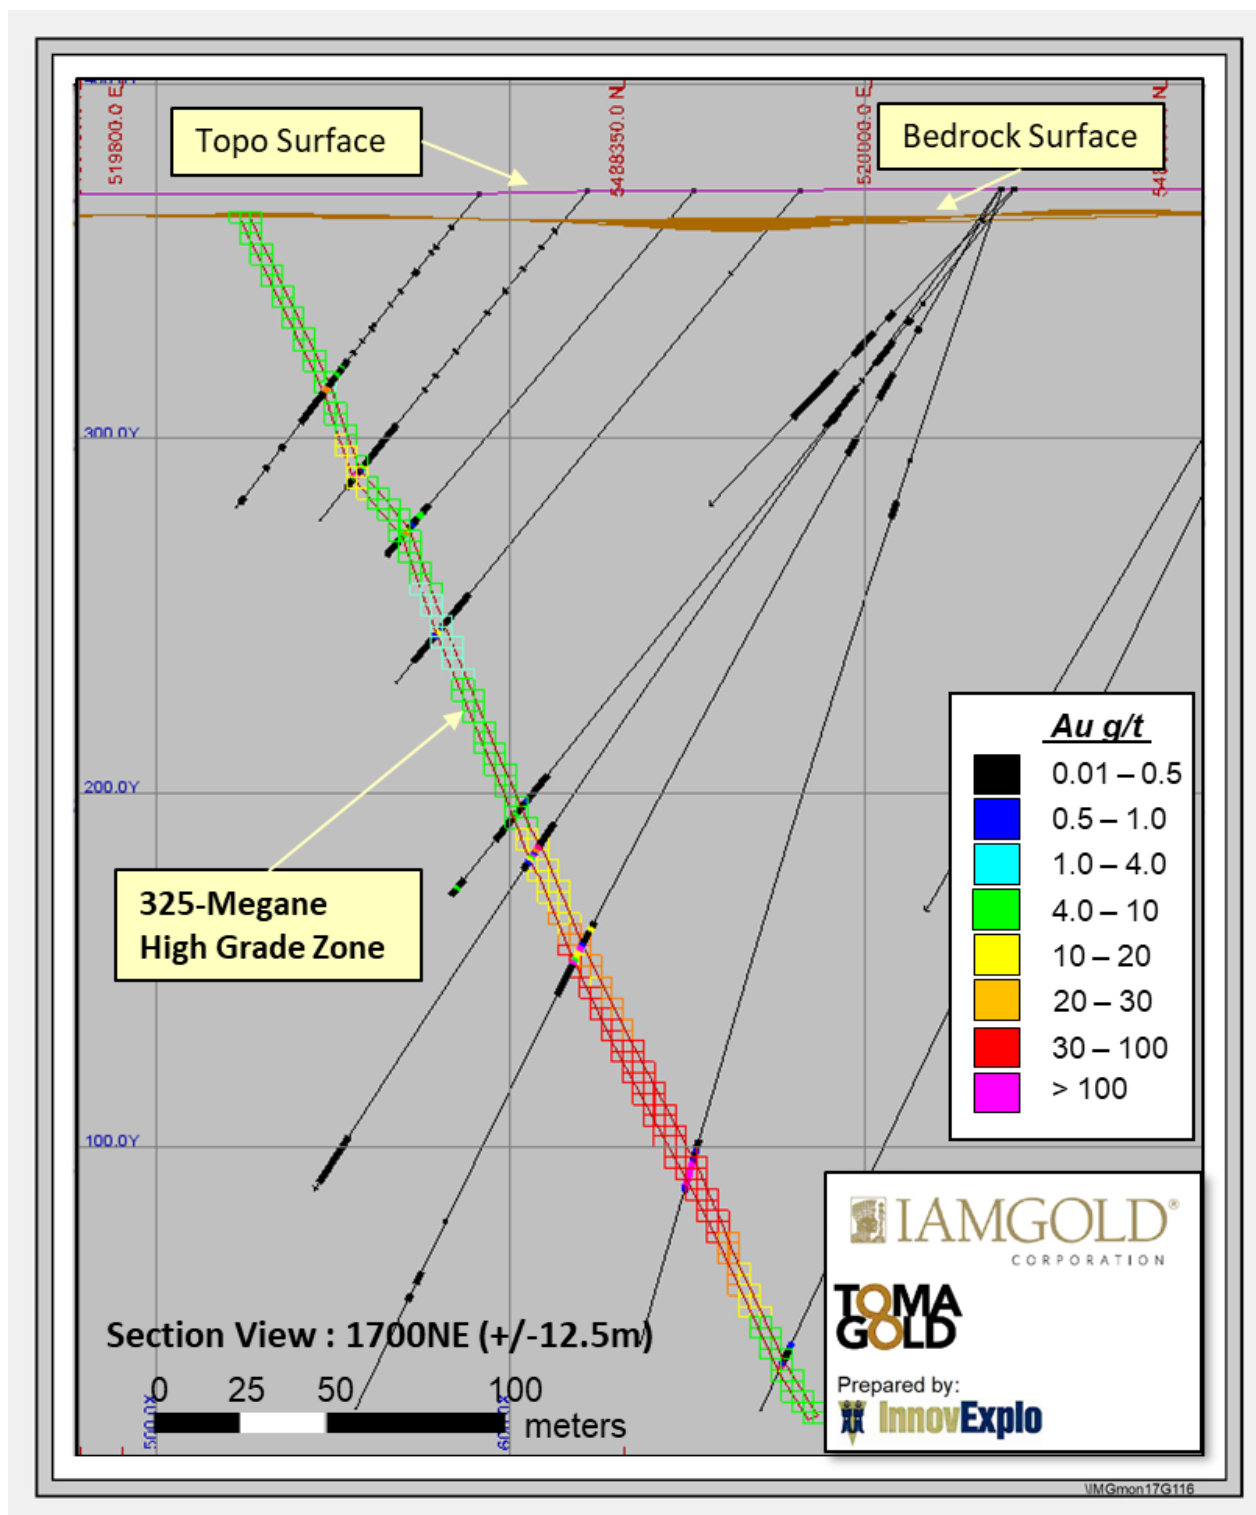 519800.0 E
5488350.0 N
520000.0 E
Topo Surface
Bedrock Surface
300.0Y
200.0Y
100.0Y
Au g/t
0.01 – 0.5
0.5 – 1.0
1.0 – 4.0
4.0 – 10
10 – 20
20 – 30
30 – 100
> 100
325-Megane
High Grade Zone
IAMGOLD®
CORPORATION
TOMA
GOLD
Prepared by:
InnovExplo
Section View : 1700NE (+/-12.5m)
0 25 50 100
meters
500.0X
\IMGmon17G116